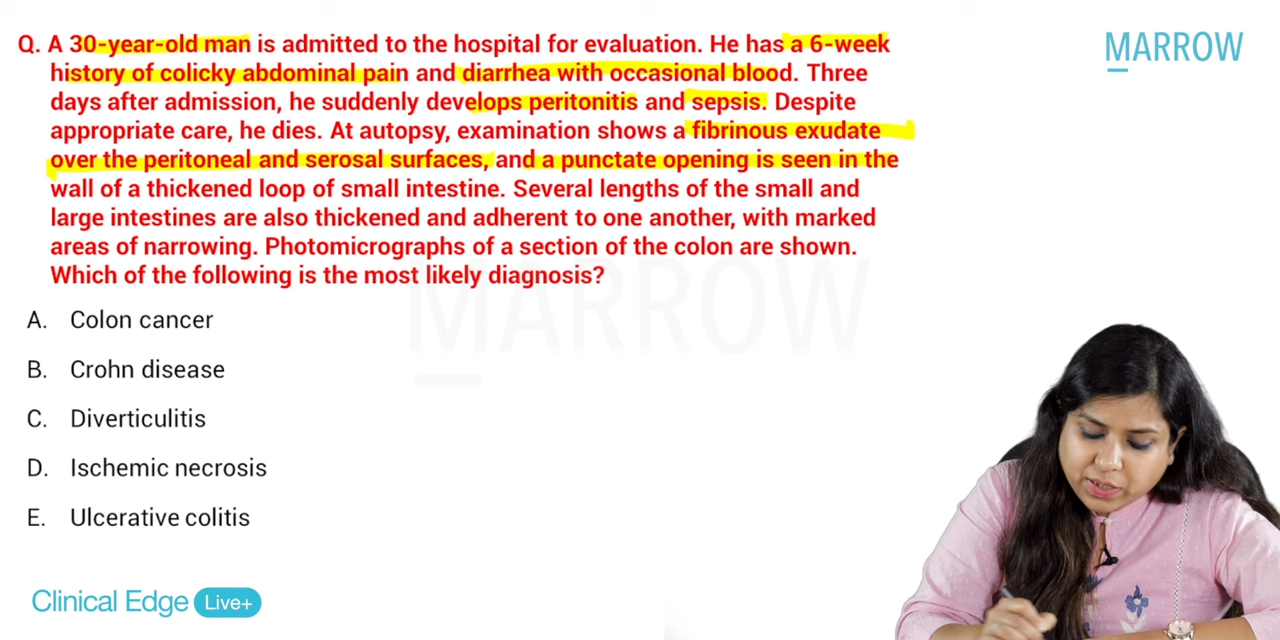 MARROW
Q. A 30-year-old man is admitted to the hospital for evaluation. He has a 6-week
history of colicky abdominal pain and diarrhea with occasional blood. Three
days after admission, he suddenly develops peritonitis and sepsis. Despite
appropriate care, he dies. At autopsy, examination shows a fibrinous exudate
over the peritoneal and serosal surfaces, and a punctate opening is seen in the
wall of a thickened loop of small intestine. Several lengths of the small and
large intestines are also thickened and adherent to one another, with marked
areas of narrowing. Photomicrographs of a section of the colon are shown.
Which of the following is the most likely diagnosis?
MARROW
A. Colon cancer
B. Crohn disease
C. Diverticulitis
D. Ischemic necrosis
E. Ulcerative colitis
Clinical Edge Live+